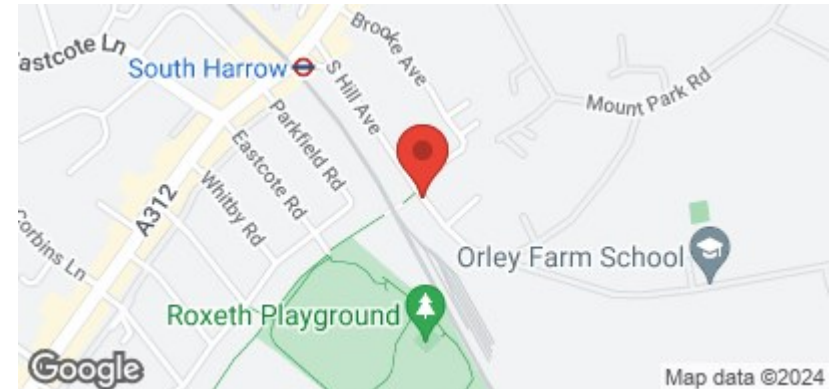 Brooke Ave
Eastcote Ln
South Harrow
S Hill Ave
Mount Park Rd
Parkfield Rd
Eastcote Rd
Whitby Rd
A312
Corbins Ln
Orley Farm School
Roxeth Playground
Google
Map data ©2024